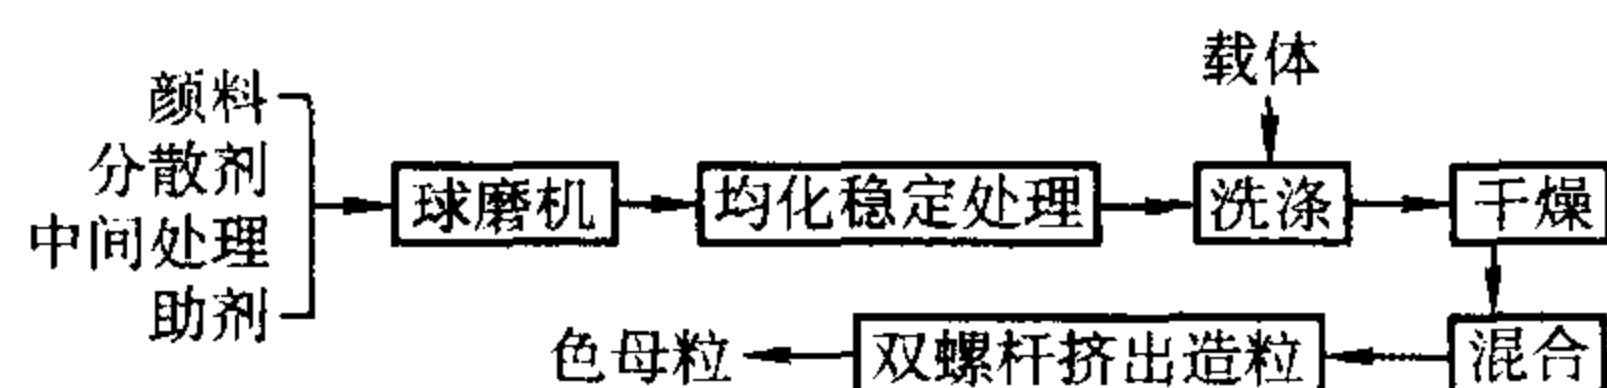 载体
颜料
分散剂
中间处理
助剂
球磨机
均化稳定处理
洗涤
干燥
混合
双螺杆挤出造粒
色母粒